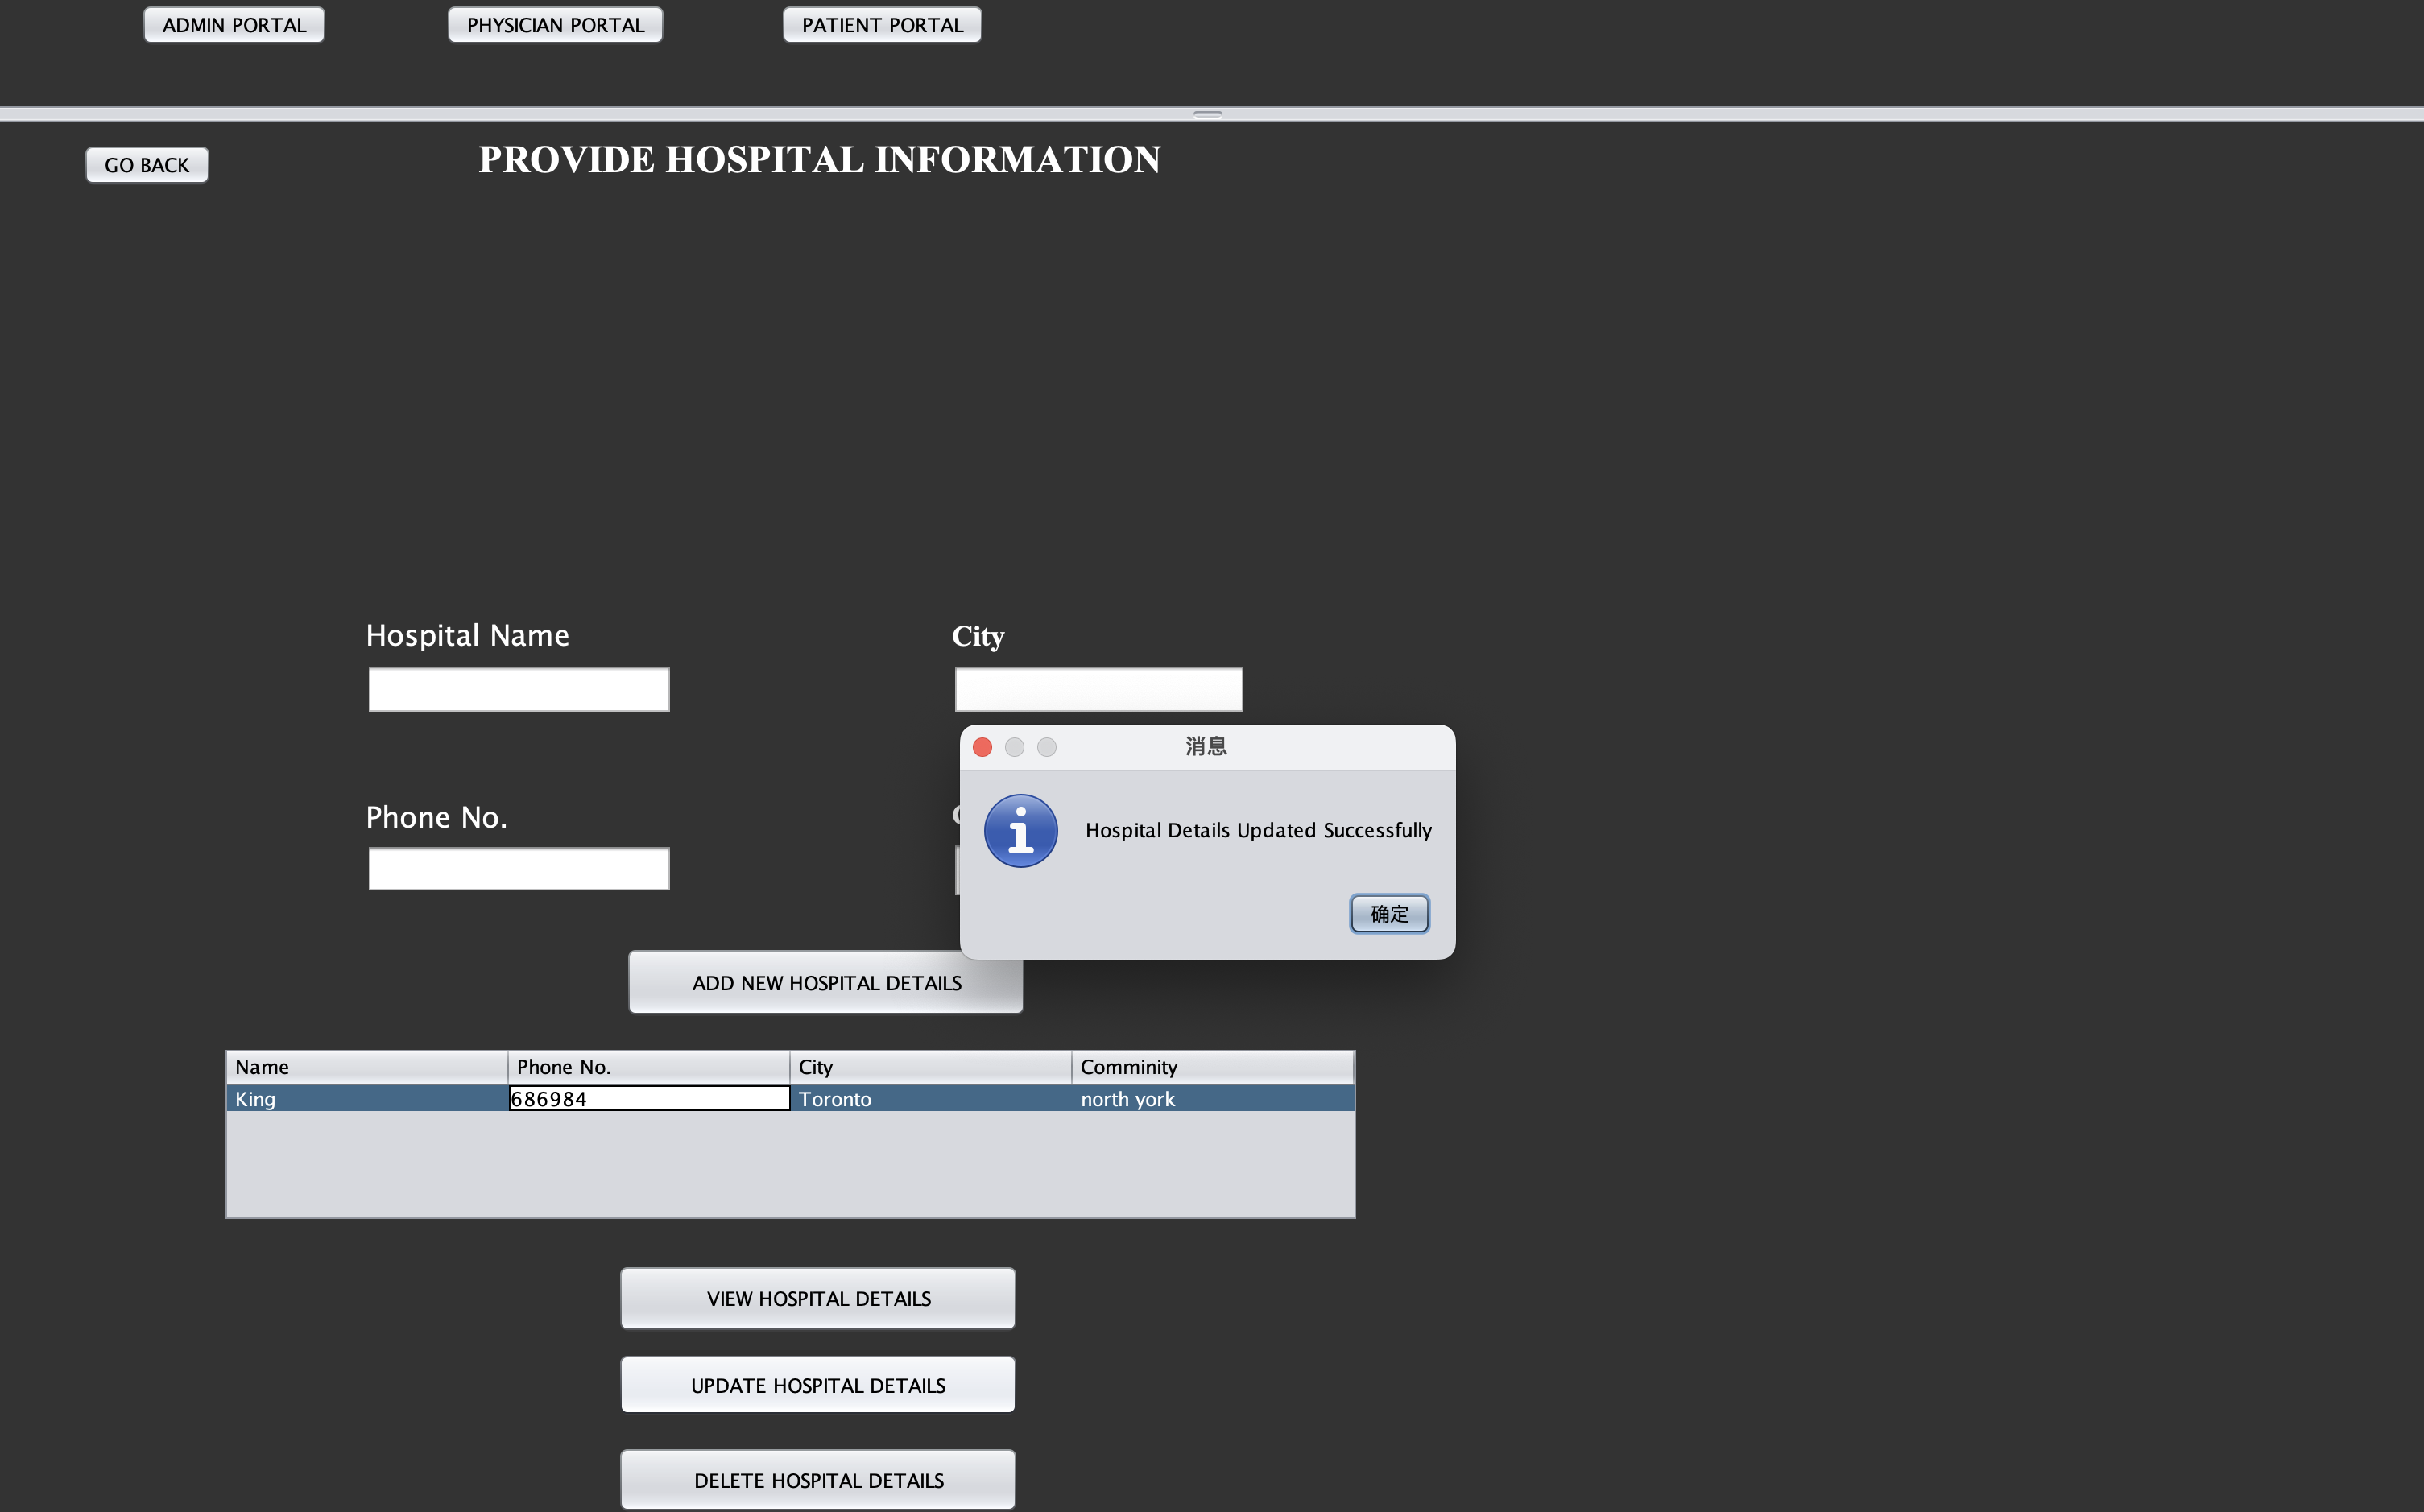 ADMIN PORTAL PHYSICIAN PORTAL PATIENT PORTAL
GO BACK PROVIDE HOSPITAL INFORMATION
Hospital Name City
消息
Phone No.
Hospital Details Updated Successfully
确定
ADD NEW HOSPITAL DETAILS
Name Phone No. City Comminity
King 686984 Toronto north york
VIEW HOSPITAL DETAILS
UPDATE HOSPITAL DETAILS
DELETE HOSPITAL DETAILS